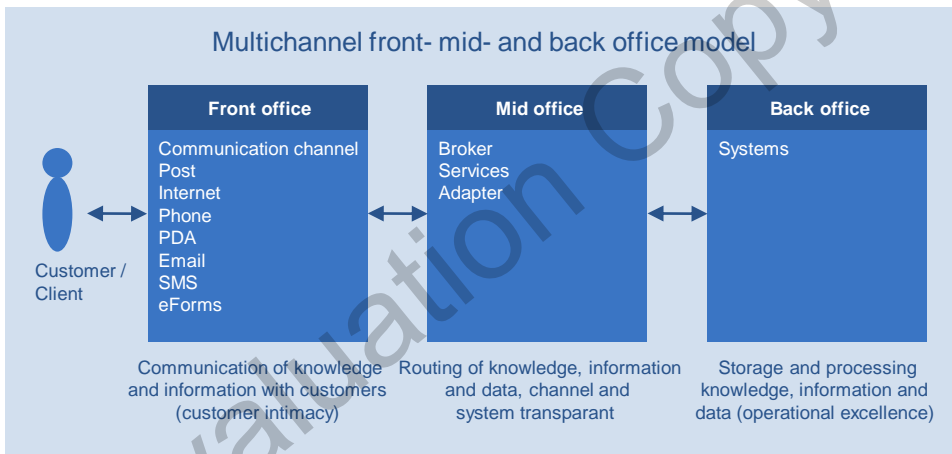 Multichannel front- mid- and back office model
Front office
Communication channel
Post
Internet
Phone
PDA
Email
SMS
eForms
Mid office
Broker
Services
Adapter
Back office
Systems
Customer /
Client
Communication of knowledge
and information with customers
(customer intimacy)
Routing of knowledge, information
and data, channel and
system transparant
Storage and processing
knowledge, information and
data (operational excellence)
valuation Copy